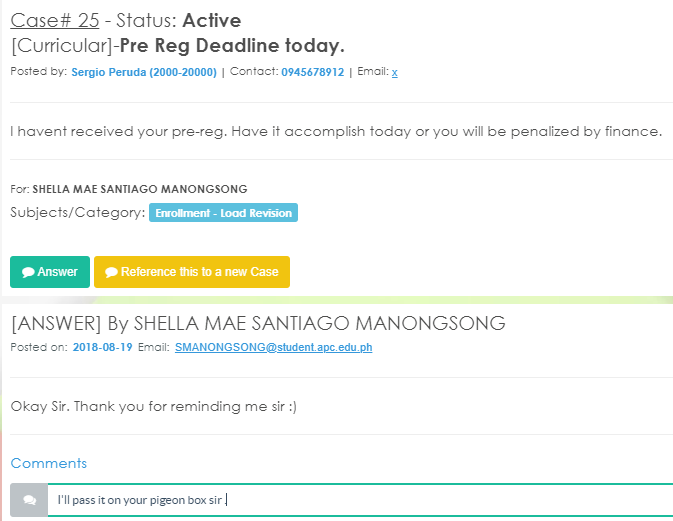 Case# 25 - Status: Active
[Curricular]-Pre Reg Deadline today.
Posted by: Sergio Peruda (2000-20000) | Contact: 0945678912 | Email: x
I havent received your pre-reg. Have it accomplish today or you will be penalized by finance.
For: SHELLA MAE SANTIAGO MANONGSONG
Subjects/Category: Enrollment - Load Revision
Answer Reference this to a new Case
[ANSWER] By SHELLA MAE SANTIAGO MANONGSONG
Posted on: 2018-08-19 Email: SMANONGSONG@student.apc.edu.ph
Okay Sir. Thank you for reminding me sir :)
Comments
I'll pass it on your pigeon box sir.